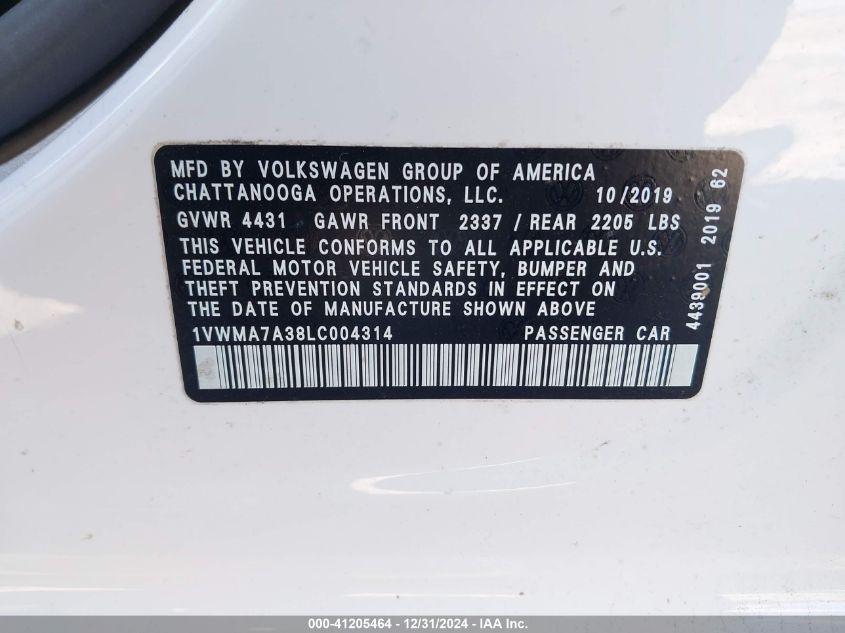 MFD BY VOLKSWAGEN GROUP OF AMERICA
CHATTANOOGA OPERATIONS, LLC. 10/2019
GVWR 4431 GAWR FRONT 2337 / REAR 2205 LBS
THIS VEHICLE CONFORMS TO ALL APPLICABLE U.S.
FEDERAL MOTOR VEHICLE SAFETY, BUMPER AND
THEFT PREVENTION STANDARDS IN EFFECT ON
THE DATE OF MANUFACTURE SHOWN ABOVE
1VWMA7A38LC004314 PASSENGER CAR
4439001 2019 62
000-41205464 - 12/31/2024 - IAA Inc.